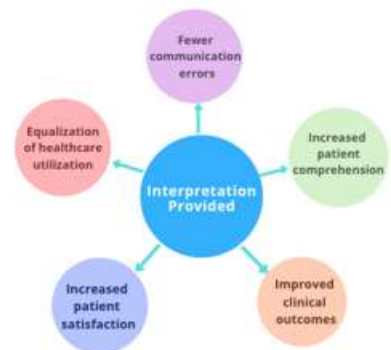 Fewer
communication
errors
Equalization
of healthcare
utilization
Increased
patient
comprehension
Interpretation
Provided
Increased
patient
satisfaction
Improved
clinical
outcomes